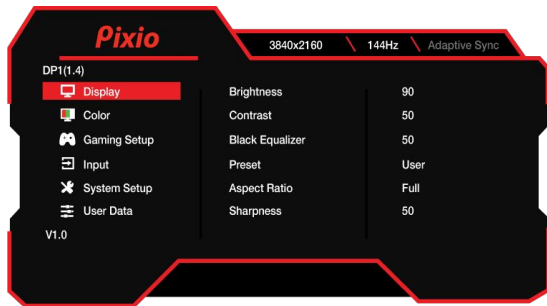 Pixio
3840x2160 \ 144Hz \ Adaptive Sync
DP1(1.4)
Display Brightness 90
Color Contrast 50
Gaming Setup Black Equalizer 50
Input Preset User
System Setup Aspect Ratio Full
User Data Sharpness 50
V1.0